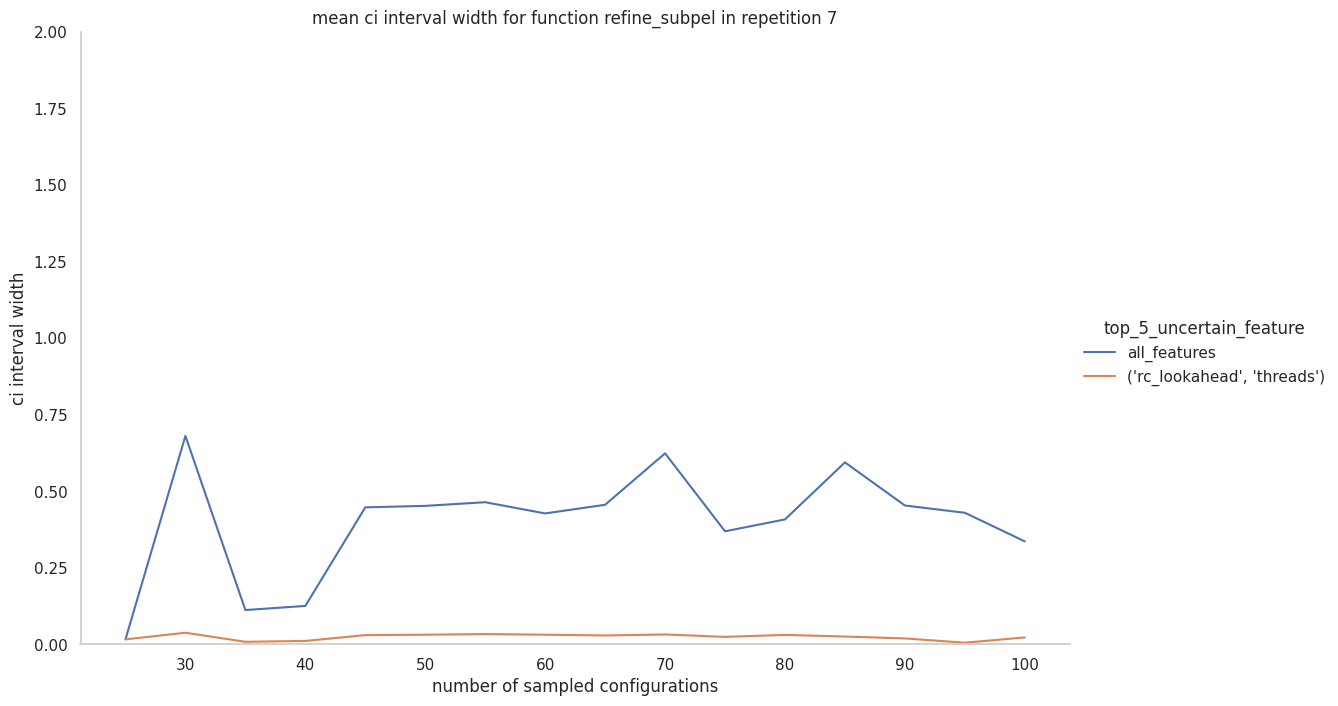 mean ci interval width for function refine_subpel in repetition 7
2.00
1.75
1.50
1.25
1.00
0.75
0.50
0.25
0.00
ci interval width
30 40 50 60 70 80 90 100
number of sampled configurations
top_5_uncertain_feature
all_features
('rc_lookahead', 'threads')